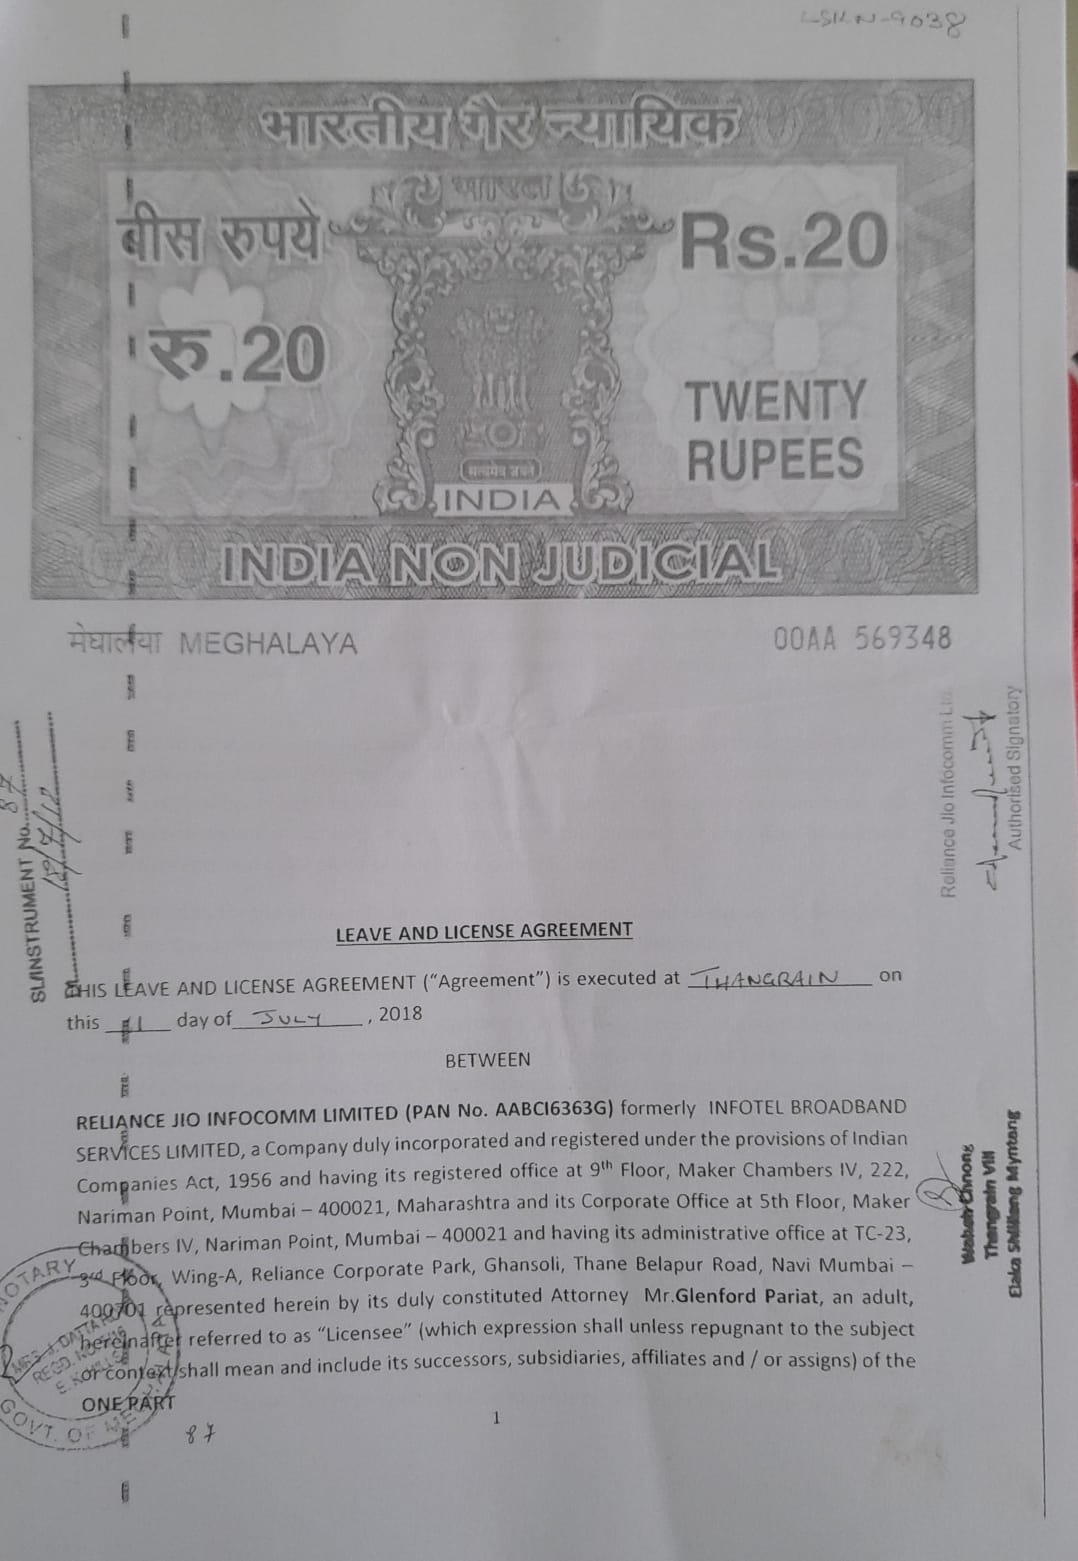 LSKN-9038
भारतीय गैर न्यायिक
बीस रुपये
Rs.20
रु.20
TWENTY
RUPEES
सत्यमेव जयते
INDIA
INDIA NON JUDICIAL
मेघालया MEGHALAYA
00AA 569348
SL/INSTRUMENT No. 87
Reliance Jio Infocomm Ltd.
Authorised Signatory
LEAVE AND LICENSE AGREEMENT
THIS LEAVE AND LICENSE AGREEMENT (“Agreement”) is executed at THANGRAIN on
this 11 day of JULY, 2018
BETWEEN
RELIANCE JIO INFOCOMM LIMITED (PAN No. AABCI6363G) formerly INFOTEL BROADBAND
SERVICES LIMITED, a Company duly incorporated and registered under the provisions of Indian
Companies Act, 1956 and having its registered office at 9th Floor, Maker Chambers IV, 222,
Nariman Point, Mumbai – 400021, Maharashtra and its Corporate Office at 5th Floor, Maker
Chambers IV, Nariman Point, Mumbai – 400021 and having its administrative office at TC-23,
3rd Floor, Wing-A, Reliance Corporate Park, Ghansoli, Thane Belapur Road, Navi Mumbai –
400701 represented herein by its duly constituted Attorney Mr.Glenford Pariat, an adult,
hereinafter referred to as “Licensee” (which expression shall unless repugnant to the subject
or context shall mean and include its successors, subsidiaries, affiliates and / or assigns) of the
ONE PART
Thangrain Vill
Elaka Shilliang Myntang
NOTARY
GOVT. OF
87
1